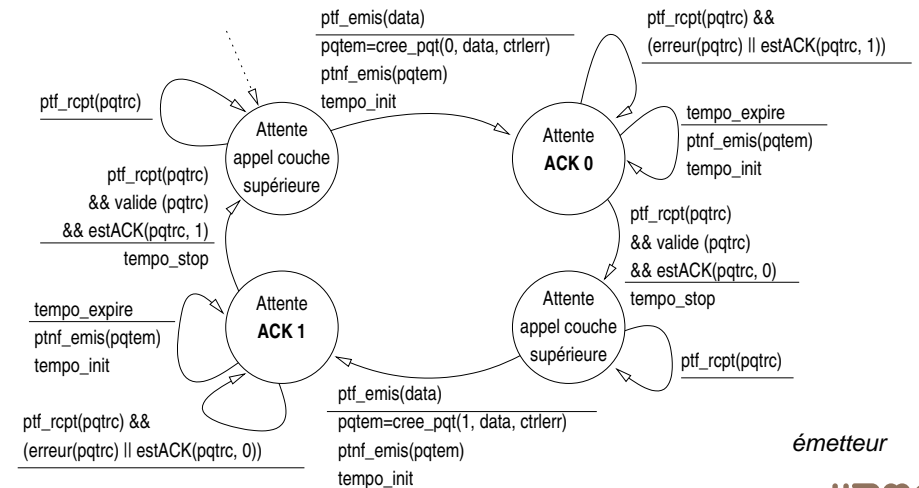 ptf_emis(data)
pqtem=cree_pqt(0, data, ctrlerr)
ptnf_emis(pqtem)
tempo_init
ptf_rcpt(pqtrc) &&
(erreur(pqtrc) || estACK(pqtrc, 1))
ptf_rcpt(pqtrc)
Attente
appel couche
supérieure
Attente
ACK 0
tempo_expire
ptnf_emis(pqtem)
tempo_init
ptf_rcpt(pqtrc)
&& valide (pqtrc)
&& estACK(pqtrc, 1)
tempo_stop
ptf_rcpt(pqtrc)
&& valide (pqtrc)
&& estACK(pqtrc, 0)
tempo_stop
tempo_expire
ptnf_emis(pqtem)
tempo_init
Attente
ACK 1
Attente
appel couche
supérieure
ptf_rcpt(pqtrc)
ptf_rcpt(pqtrc) &&
(erreur(pqtrc) || estACK(pqtrc, 0))
ptf_emis(data)
pqtem=cree_pqt(1, data, ctrlerr)
ptnf_emis(pqtem)
tempo_init
émetteur